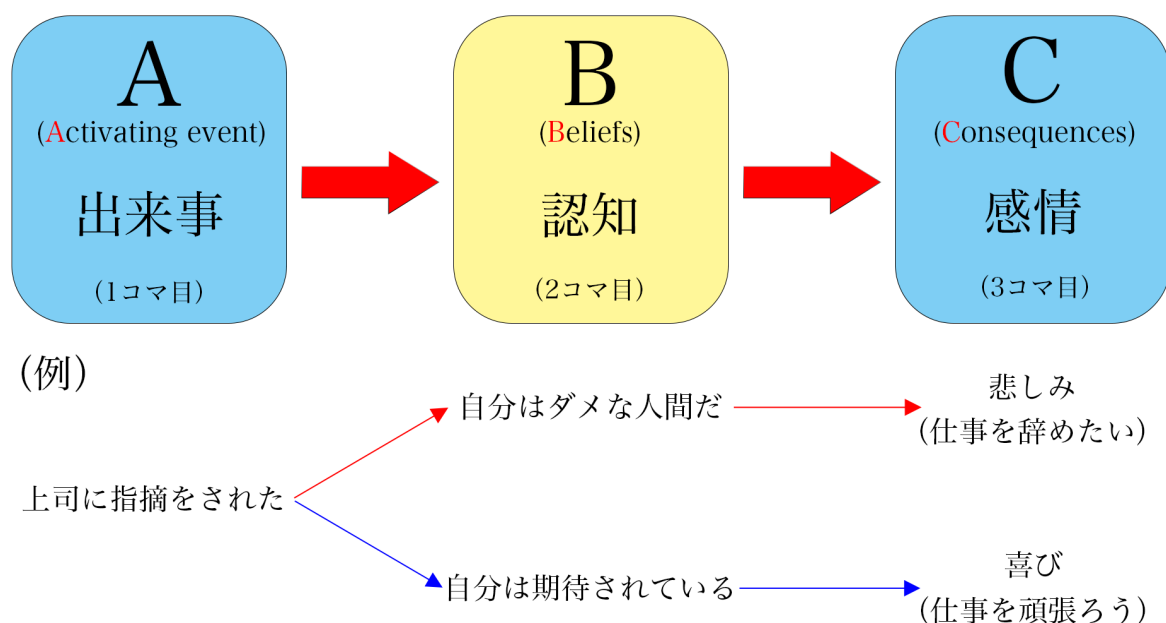 A
(Activating event)
出来事
(1コマ目)
B
(Beliefs)
認知
(2コマ目)
C
(Consequences)
感情
(3コマ目)
(例)
上司に指摘をされた
自分はダメな人間だ
悲しみ
(仕事を辞めたい)
自分は期待されている
喜び
(仕事を頑張ろう)